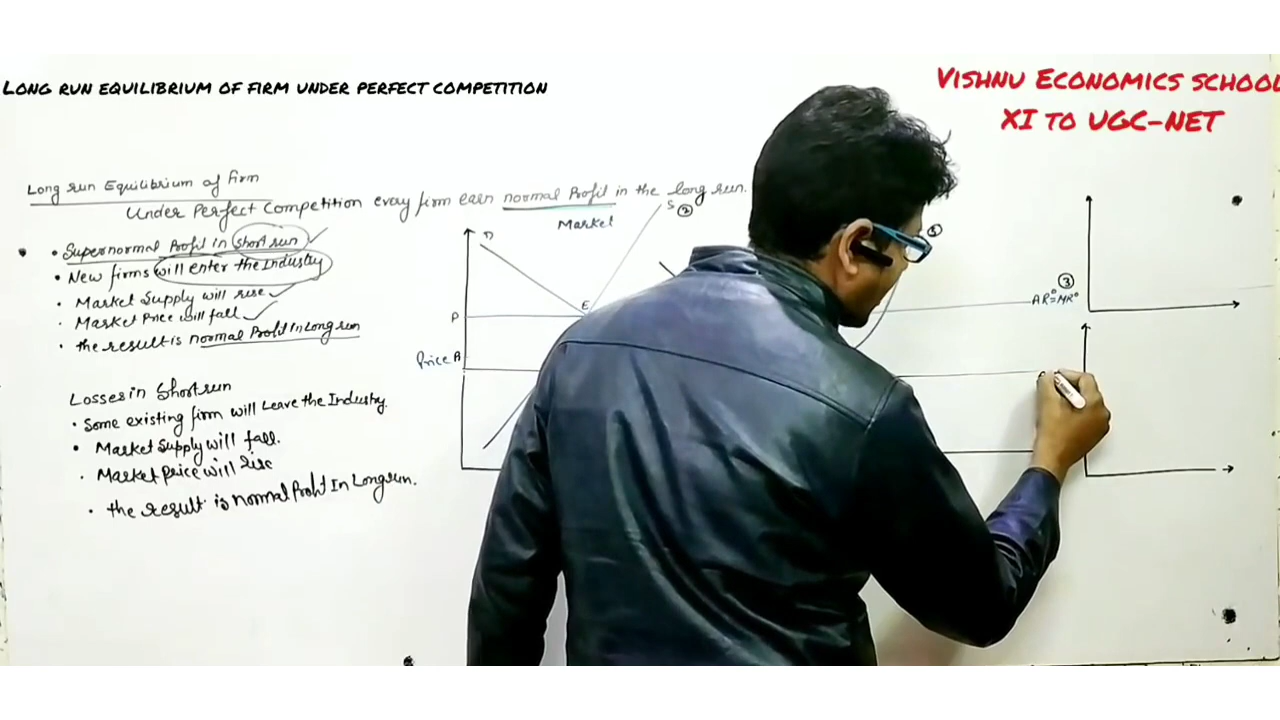 LONG RUN EQUILIBRIUM OF FIRM UNDER PERFECT COMPETITION
VISHNU ECONOMICS SCHOOL
XI TO UGC-NET
Long run Equilibrium of firm
Under Perfect Competition evry firm earn normal Profit in the long run.
• Supernormal Profit in Short run
• New firms will enter the Industry
• Market Supply will rise
• Market Price will fall
• the result is normal Profit In Long run
Losses in Short run
• Some existing firm will Leave the Industry.
• Market Supply will fall.
• Market Price will Rise
• the result is normal Profit In Long run.
Market
D
S
E
P
Price
AR=MR